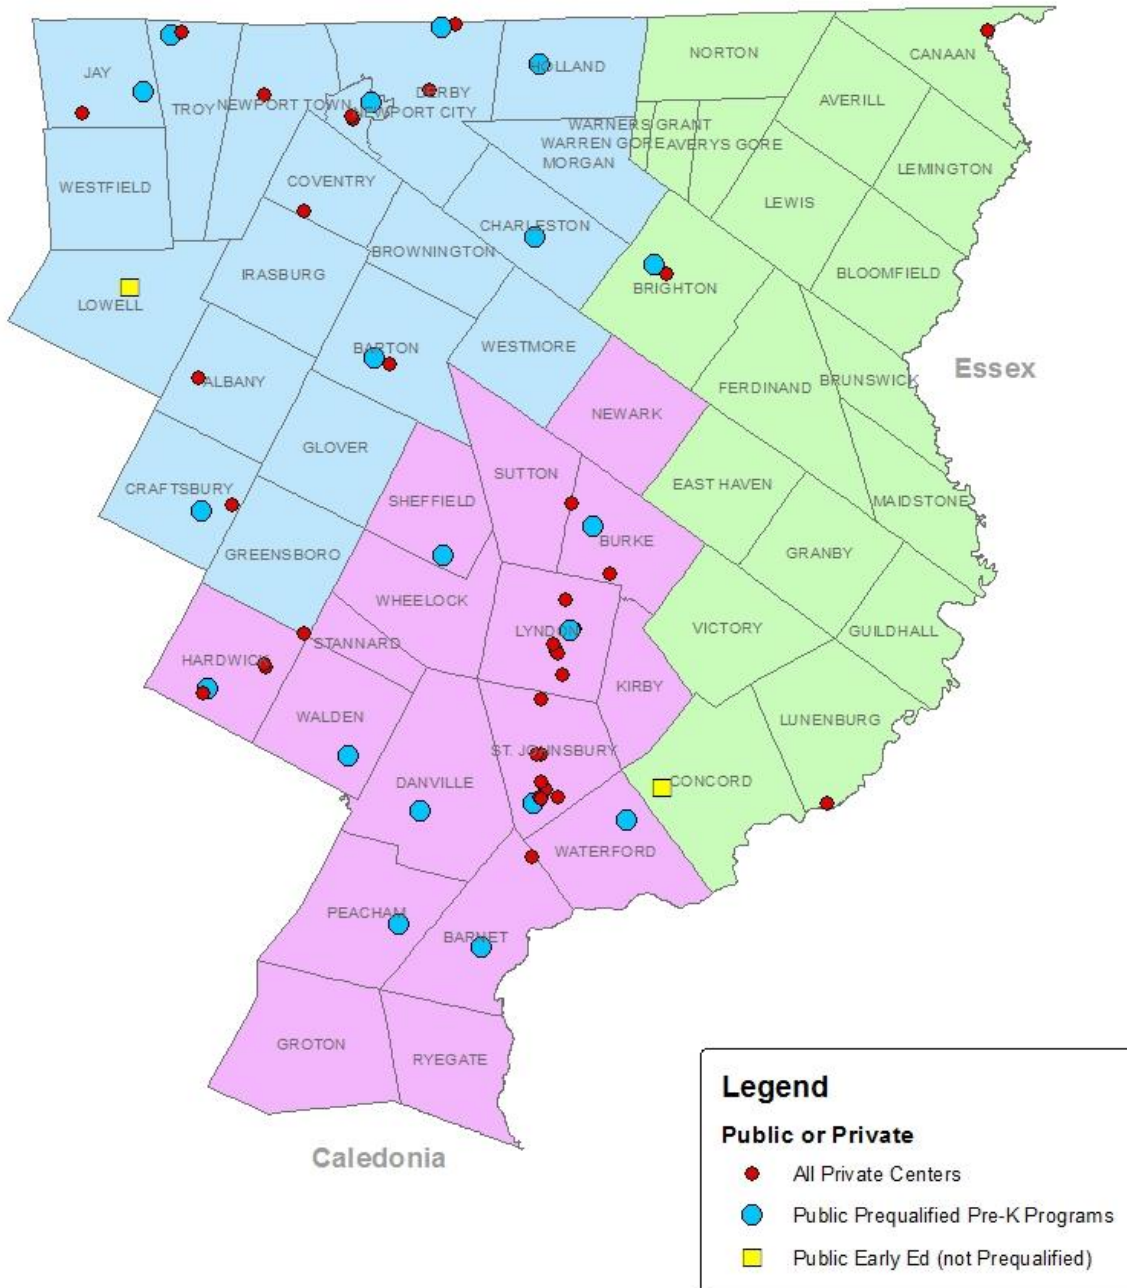 NORTON
CANAAN
JAY
HOLLAND
TROY
NEWPORT TOWN
DERBY
NEWPORT CITY
AVERILL
WARNERS GRANT
WARREN GORE
AVERYS GORE
MORGAN
LEMINGTON
WESTFIELD
COVENTRY
LEWIS
CHARLESTON
BROWNINGTON
IRASBURG
BLOOMFIELD
BRIGHTON
LOWELL
BARTON
WESTMORE
Essex
ALBANY
FERDINAND
BRUNSWICK
NEWARK
GLOVER
SUTTON
EAST HAVEN
CRAFTSBURY
SHEFFIELD
MAIDSTONE
BURKE
GREENSBORO
GRANBY
WHEELOCK
LYNDON
VICTORY
GUILDHALL
STANNARD
HARDWICK
KIRBY
WALDEN
LUNENBURG
ST. JOHNSBURY
DANVILLE
CONCORD
WATERFORD
PEACHAM
BARNET
GROTON
RYEGATE
Caledonia
Legend
Public or Private
All Private Centers
Public Prequalified Pre-K Programs
Public Early Ed (not Prequalified)